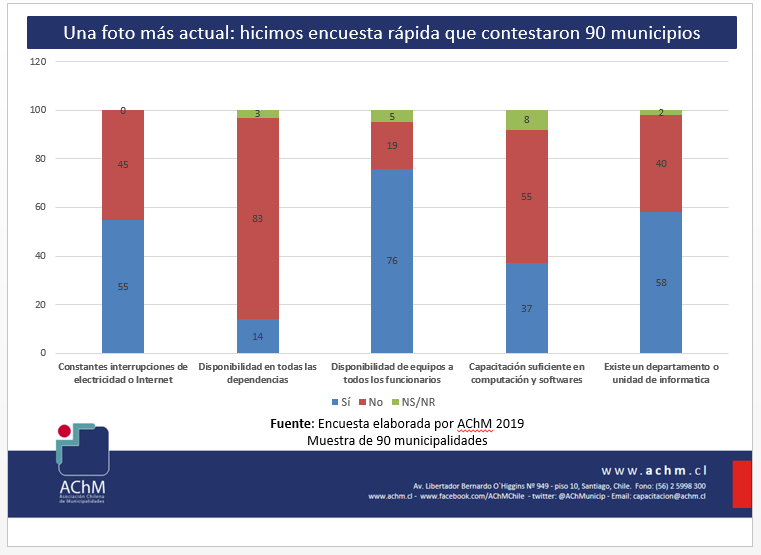 Una foto más actual: hicimos encuesta rápida que contestaron 90 municipios
120
100
80
60
40
20
0
0
45
55
3
83
14
5
19
76
8
55
37
2
40
58
Constantes interrupciones de
electricidad o Internet
Disponibilidad en todas las
dependencias
Disponibilidad de equipos a
todos los funcionarios
Capacitación suficiente en
computación y softwares
Existe un departamento o
unidad de informatica
Sí No NS/NR
Fuente: Encuesta elaborada por AChM 2019
Muestra de 90 municipalidades
AChM
Asociación Chilena
de Municipalidades
www.achm.cl
Av. Libertador Bernardo O´Higgins Nº 949 - piso 10, Santiago, Chile. Fono: (56) 2 5998 300
www.achm.cl - www.facebook.com/AChMChile - twitter: @AChMunicip - Email: capacitacion@achm.cl